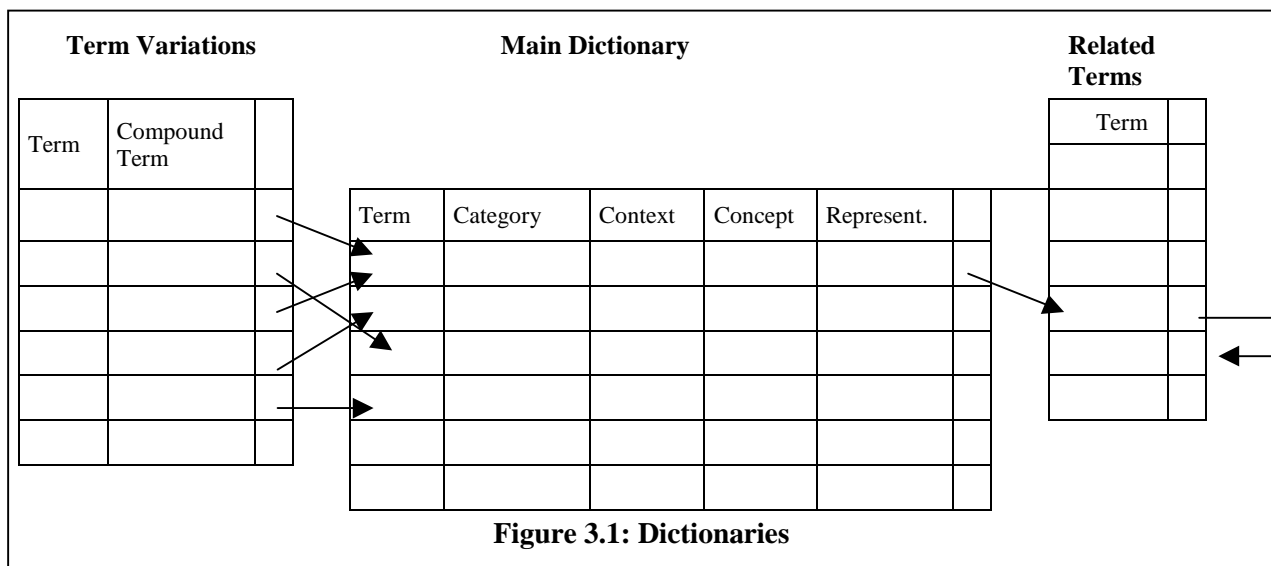 Term Variations
Main Dictionary
Related
Terms
Term
Compound
Term
Term
Category
Context
Concept
Represent.
Term
Figure 3.1: Dictionaries